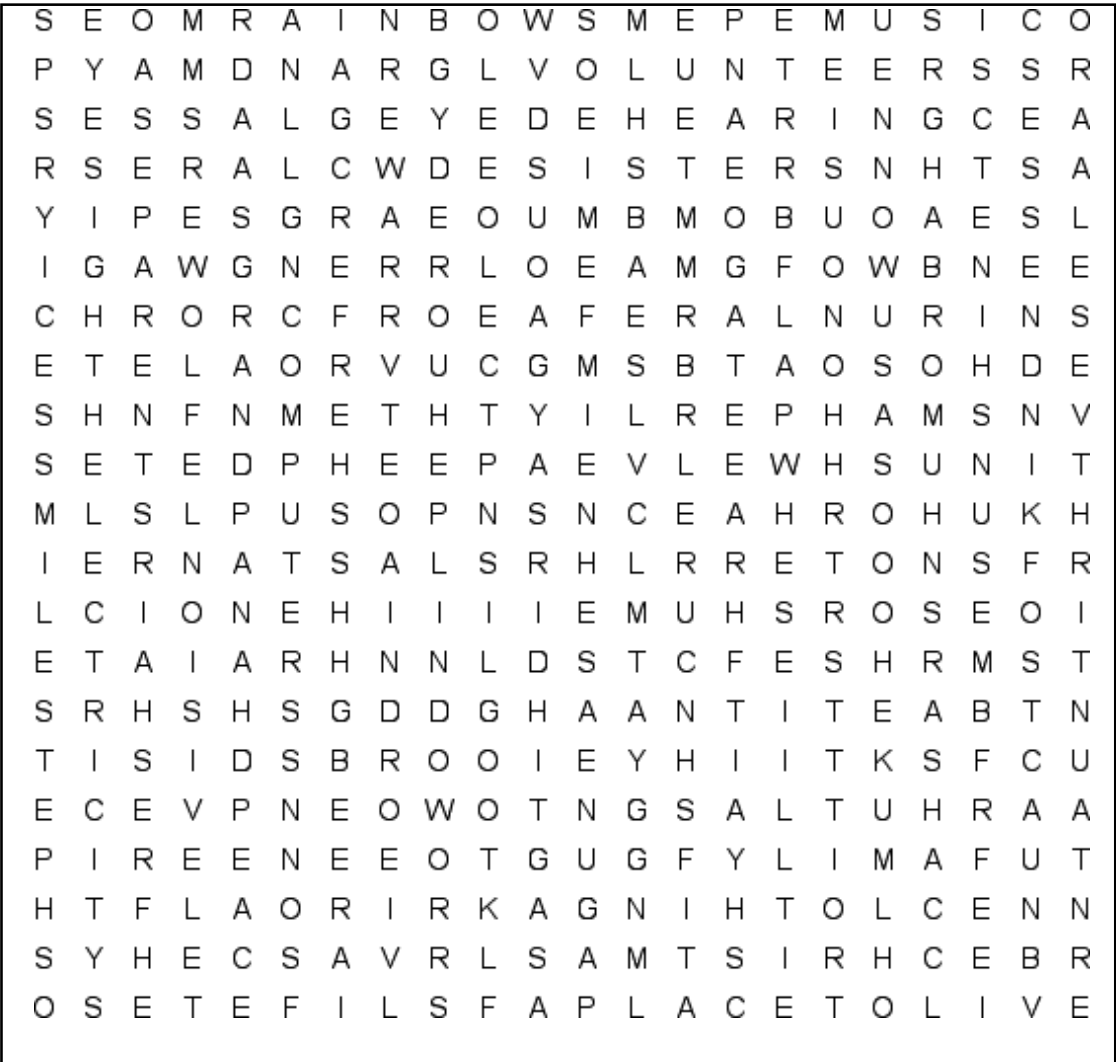 S E O M R A I N B O W S M E P E M U S I C O
P Y A M D N A R G L V O L U N T E E R S S R
S E S S A L G E Y E D E H E A R I N G C E A
R S E R A L C W D E S I S T E R S N H T S A
Y I P E S G R A E O U M B M O B U O A E S L
I G A W G N E R R L O E A M G F O W B N E E
C H R O R C F R O E A F E R A L N U R I N S
E T E L A O R V U C G M S B T A O S O H D E
S H N F N M E T H T Y I L R E P H A M S N V
S E T E D P H E E P A E V L E W H S U N I T
M L S L P U S O P N S N C E A H R O H U K H
I E R N A T S A L S R H L R R E T O N S F R
L C I O N E H I I I I E M U H S R O S E O I
E T A I A R H N N L D S T C F E S H R M S T
S R H S H S G D D G H A A N T I T E A B T N
T I S I D S B R O O I E Y H I I T K S F C U
E C E V P N E O W O T N G S A L T U H R A A
P I R E E N E E O T G U G F Y L I M A F U T
H T F L A O R I R K A G N I H T O L C E N N
S Y H E C S A V R L S A M T S I R H C E B R
O S E T E F I L S F A P L A C E T O L I V E